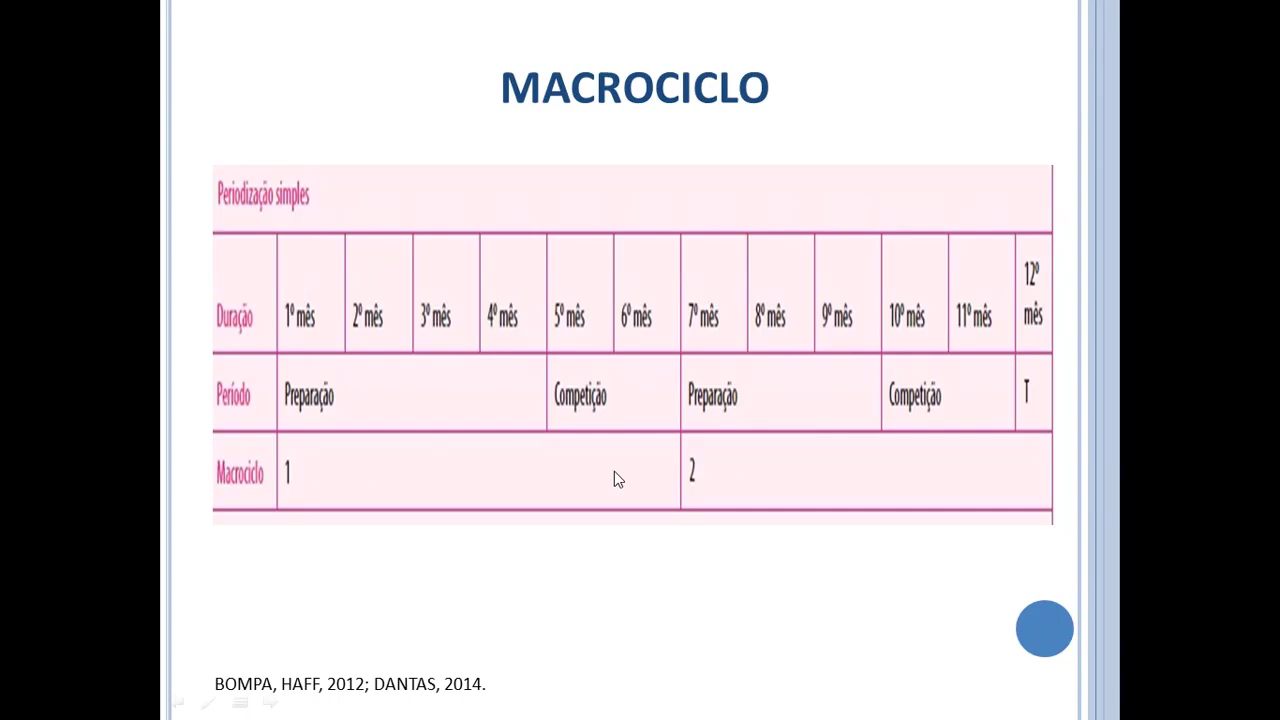 MACROCICLO
Periodização simples
Duração 1º mês 2º mês 3º mês 4º mês 5º mês 6º mês 7º mês 8º mês 9º mês 10º mês 11º mês 12º mês
Período Preparação Competição Preparação Competição T
Macrociclo 1 2
BOMPA, HAFF, 2012; DANTAS, 2014.